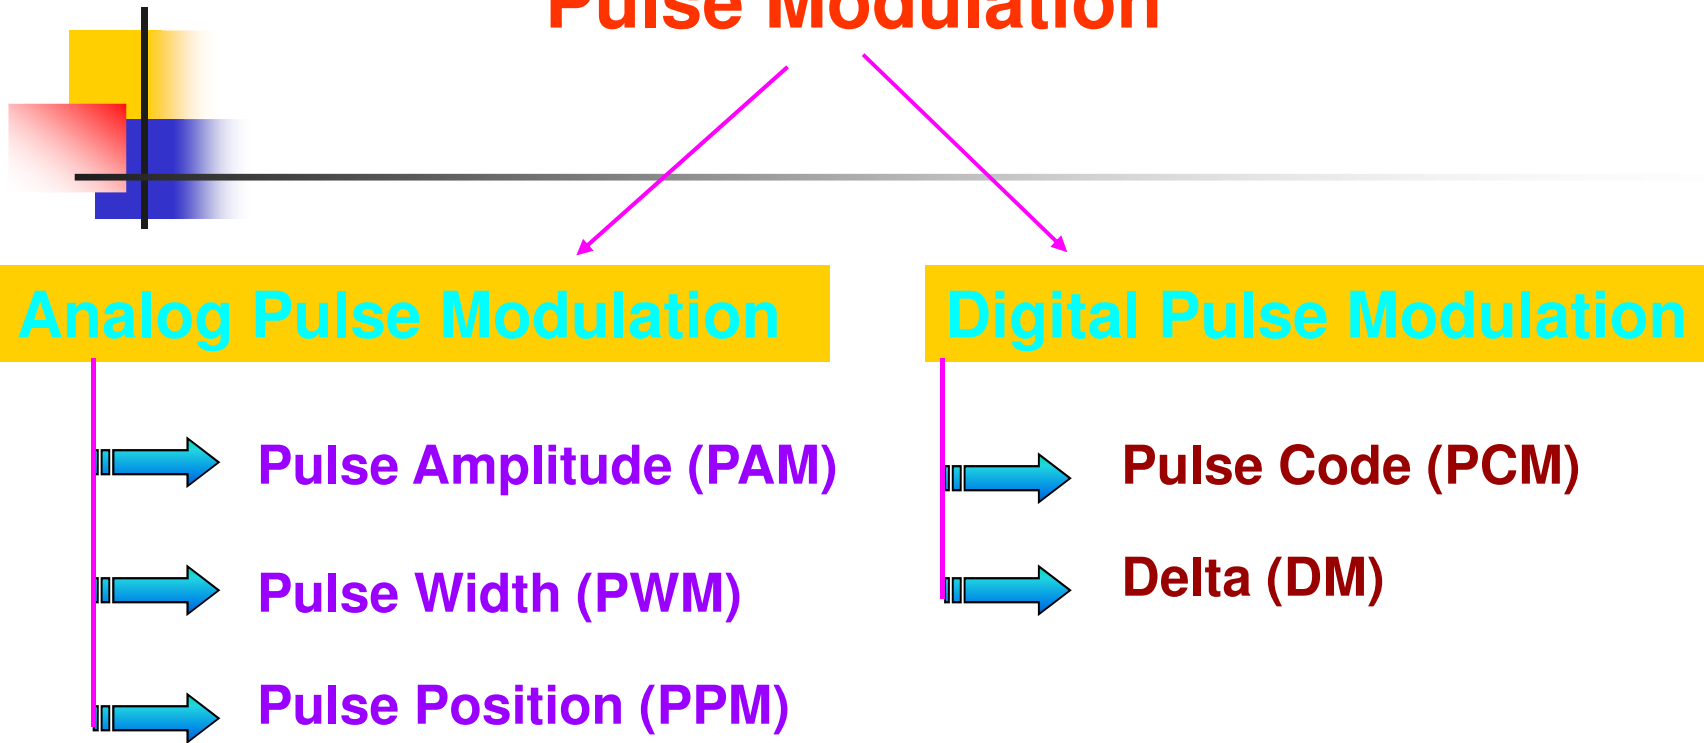 Pulse Modulation
Analog Pulse Modulation
Digital Pulse Modulation
Pulse Amplitude (PAM)
Pulse Width (PWM)
Pulse Position (PPM)
Pulse Code (PCM)
Delta (DM)